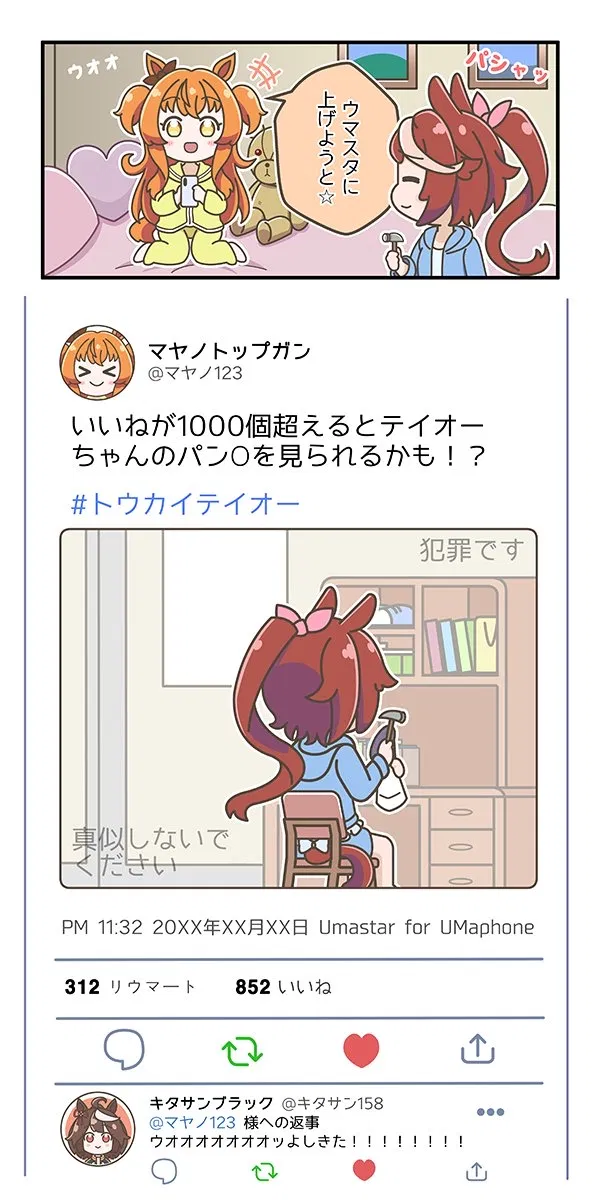 ウオオ
パシャッ
ウマスタに
上げようと☆
マヤノトップガン
@マヤノ123
いいねが1000個超えるとテイオー
ちゃんのパン〇を見られるかも！？
#トウカイテイオー
犯罪です
真似しないで
ください
PM 11:32 20XX年XX月XX日 Umastar for UMaphone
312 リウマート 852 いいね
キタサンブラック @キタサン158
@マヤノ123 様への返事
ウオオオオオオオッよしきた！！！！！！！！